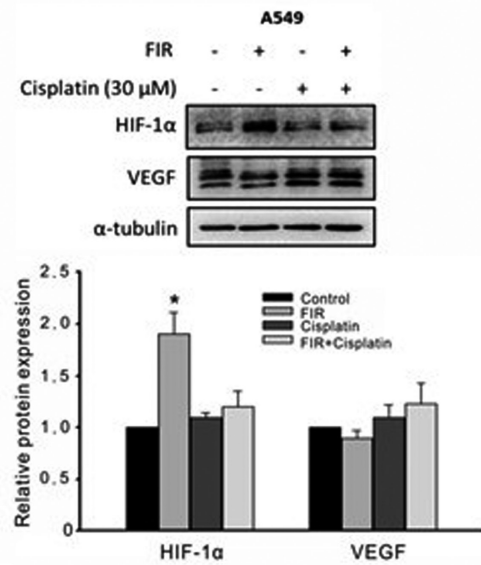 A549
FIR - + - +
Cisplatin (30 μM) - - + +
HIF-1α
VEGF
α-tubulin
Relative protein expression
2.5
2.0
1.5
1.0
0.5
0
*
Control
FIR
Cisplatin
FIR+Cisplatin
HIF-1α VEGF